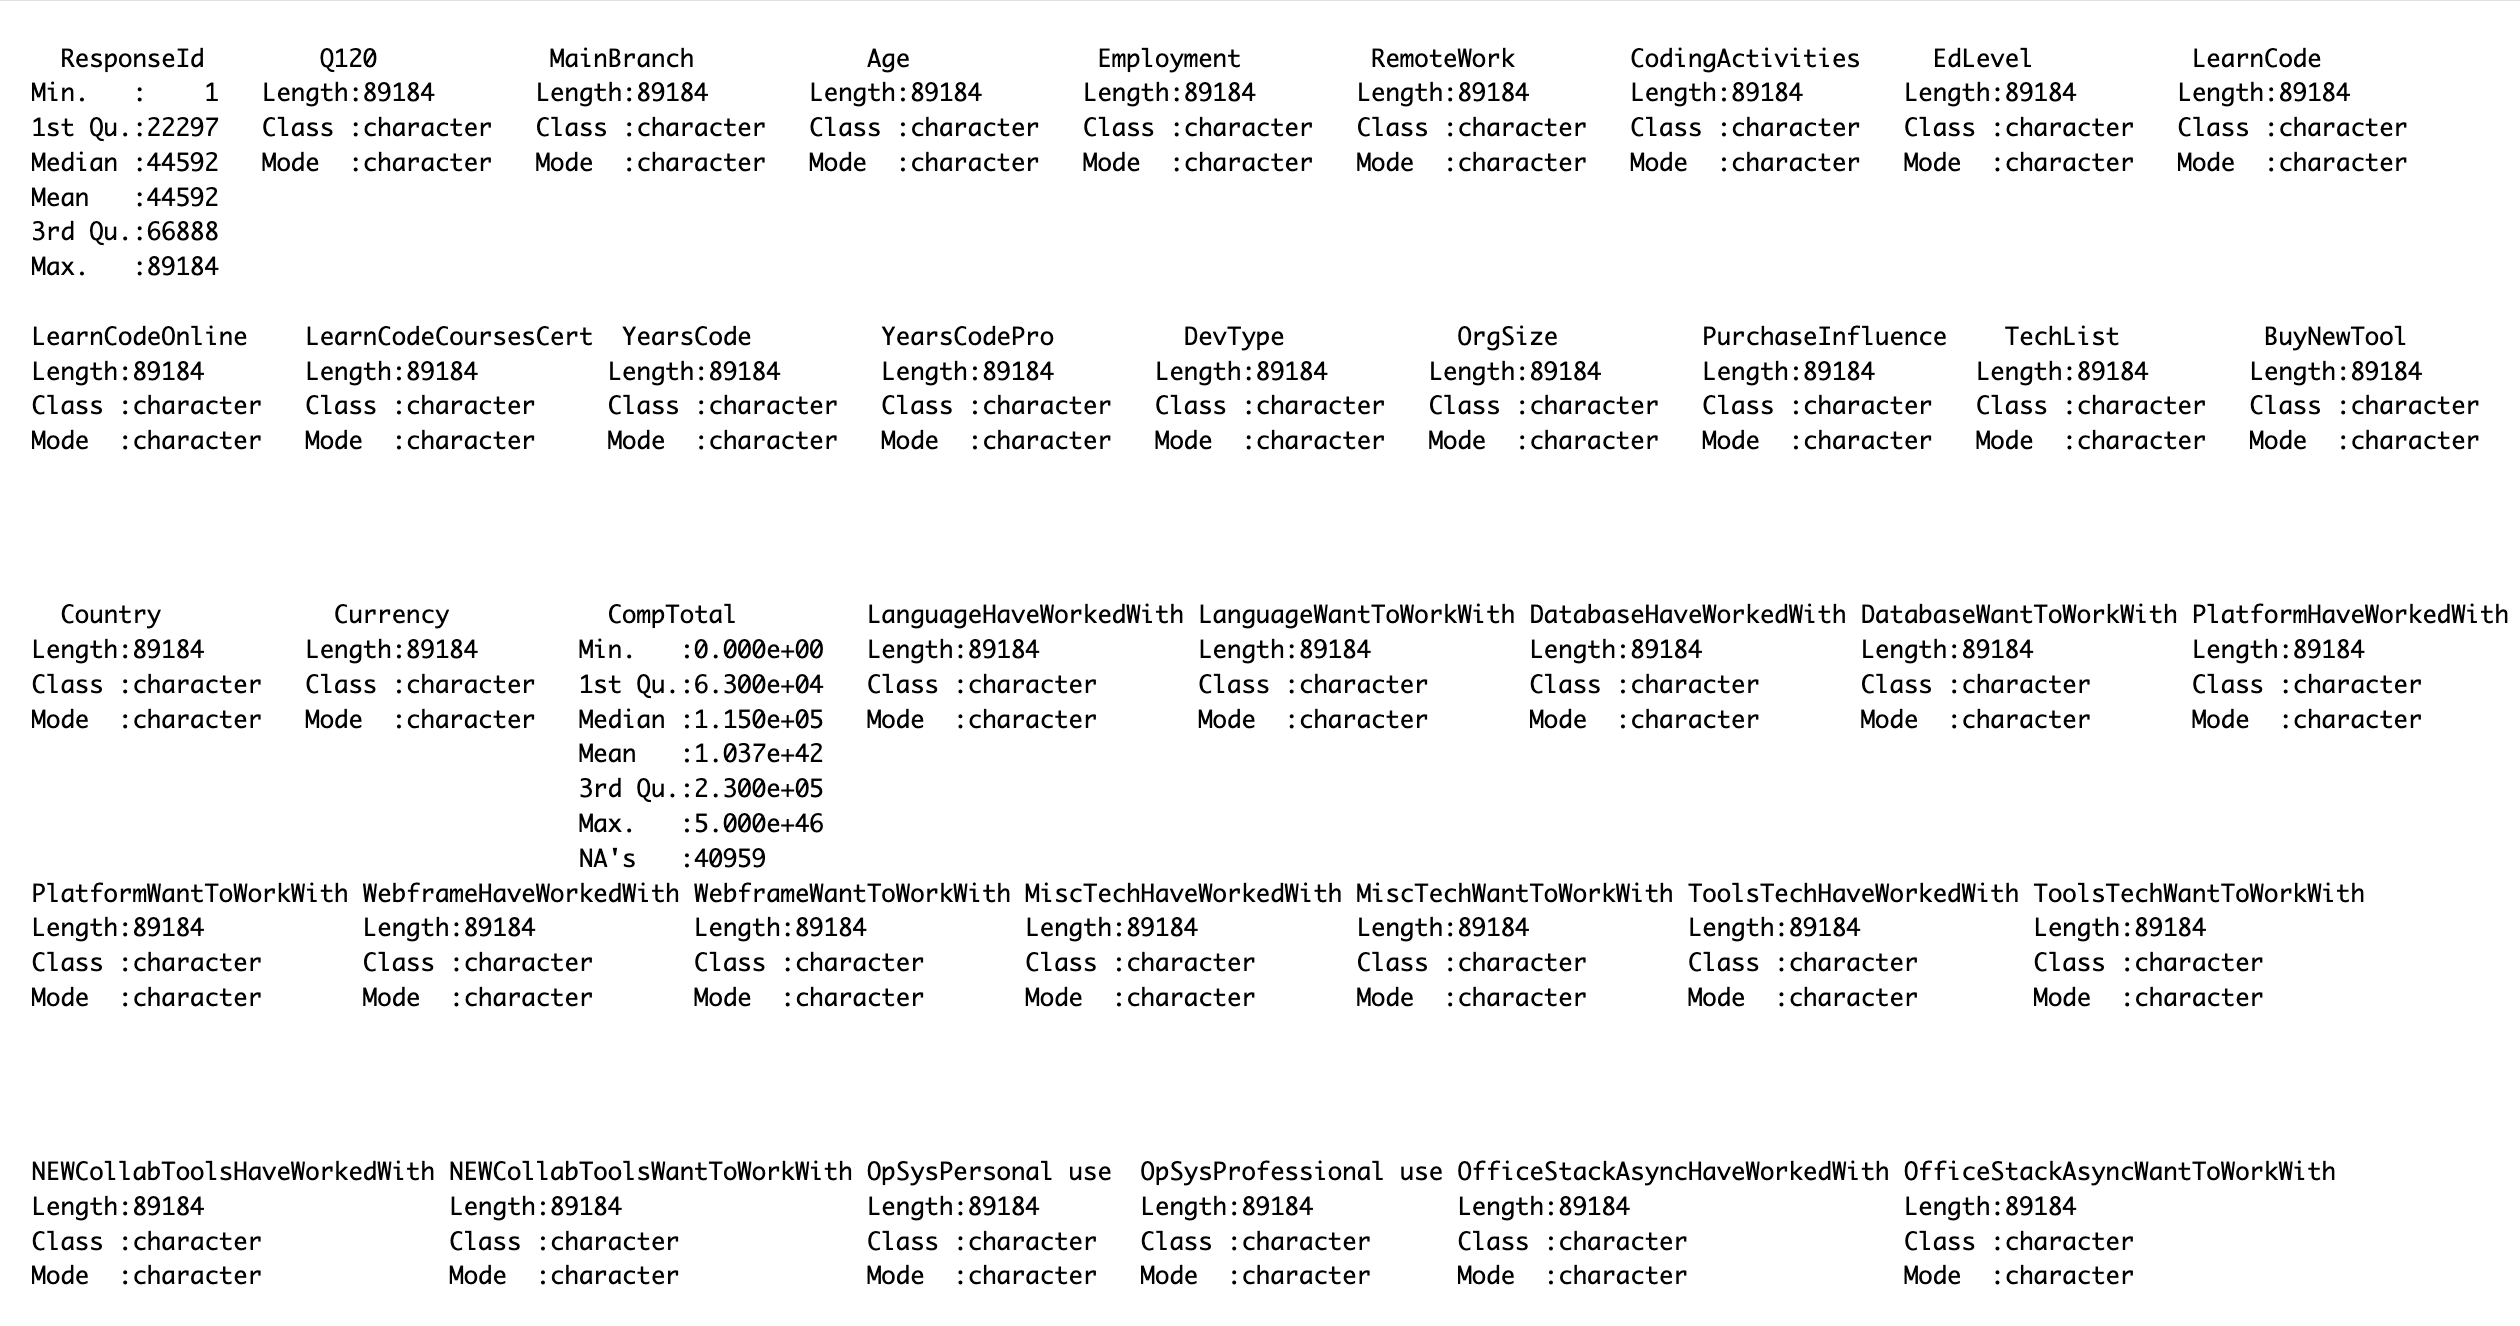 ResponseId        Q120            MainBranch            Age             Employment         RemoteWork        CodingActivities     EdLevel           LearnCode
Min.   :    1   Length:89184       Length:89184       Length:89184       Length:89184       Length:89184       Length:89184       Length:89184       Length:89184
1st Qu.:22297   Class :character   Class :character   Class :character   Class :character   Class :character   Class :character   Class :character   Class :character
Median :44592   Mode  :character   Mode  :character   Mode  :character   Mode  :character   Mode  :character   Mode  :character   Mode  :character   Mode  :character
Mean   :44592
3rd Qu.:66888
Max.   :89184
LearnCodeOnline    LearnCodeCoursesCert  YearsCode         YearsCodePro         DevType            OrgSize          PurchaseInfluence    TechList          BuyNewTool
Length:89184       Length:89184         Length:89184       Length:89184       Length:89184       Length:89184       Length:89184       Length:89184       Length:89184
Class :character   Class :character     Class :character   Class :character   Class :character   Class :character   Class :character   Class :character   Class :character
Mode  :character   Mode  :character     Mode  :character   Mode  :character   Mode  :character   Mode  :character   Mode  :character   Mode  :character   Mode  :character
  Country            Currency           CompTotal         LanguageHaveWorkedWith LanguageWantToWorkWith DatabaseHaveWorkedWith DatabaseWantToWorkWith PlatformHaveWorkedWith
Length:89184       Length:89184       Min.   :0.000e+00   Length:89184           Length:89184           Length:89184           Length:89184           Length:89184
Class :character   Class :character   1st Qu.:6.300e+04   Class :character       Class :character       Class :character       Class :character       Class :character
Mode  :character   Mode  :character   Median :1.150e+05   Mode  :character       Mode  :character       Mode  :character       Mode  :character       Mode  :character
                                      Mean   :1.037e+42
                                      3rd Qu.:2.300e+05
                                      Max.   :5.000e+46
                                      NA's   :40959
PlatformWantToWorkWith WebframeHaveWorkedWith WebframeWantToWorkWith MiscTechHaveWorkedWith MiscTechWantToWorkWith ToolsTechHaveWorkedWith ToolsTechWantToWorkWith
Length:89184           Length:89184           Length:89184           Length:89184           Length:89184           Length:89184            Length:89184
Class :character       Class :character       Class :character       Class :character       Class :character       Class :character        Class :character
Mode  :character       Mode  :character       Mode  :character       Mode  :character       Mode  :character       Mode  :character        Mode  :character
NEWCollabToolsHaveWorkedWith NEWCollabToolsWantToWorkWith OpSysPersonal use  OpSysProfessional use OfficeStackAsyncHaveWorkedWith OfficeStackAsyncWantToWorkWith
Length:89184                 Length:89184                 Length:89184       Length:89184          Length:89184                   Length:89184
Class :character             Class :character             Class :character   Class :character      Class :character               Class :character
Mode  :character             Mode  :character             Mode  :character   Mode  :character      Mode  :character               Mode  :character